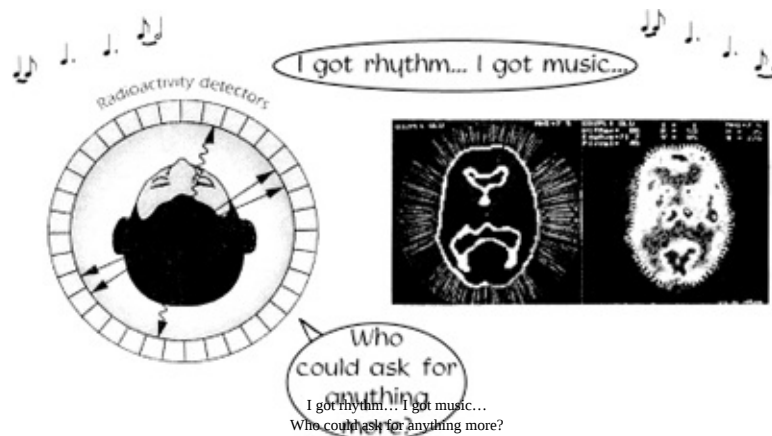 I got rhythm... I got music...
Radioactivity detectors
Who
could ask for
anything
more?
I got rhythm… I got music…
Who could ask for anything more?